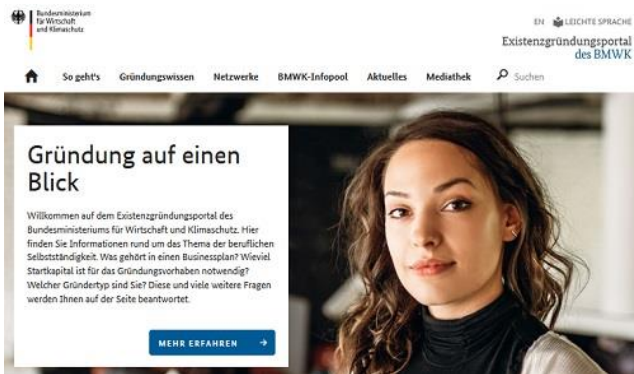 Bundesministerium
für Wirtschaft
und Klimaschutz
EN LEICHTE SPRACHE
Existenzgründungsportal
des BMWK
So geht's Gründungswissen Netzwerke BMWK-Infopool Aktuelles Mediathek Suchen
Gründung auf einen
Blick
Willkommen auf dem Existenzgründungsportal des
Bundesministeriums für Wirtschaft und Klimaschutz. Hier
finden Sie Informationen rund um das Thema der beruflichen
Selbstständigkeit. Was gehört in einen Businessplan? Wieviel
Startkapital ist für das Gründungsvorhaben notwendig?
Welcher Gründertyp sind Sie? Diese und viele weitere Fragen
werden Ihnen auf der Seite beantwortet.
MEHR ERFAHREN →